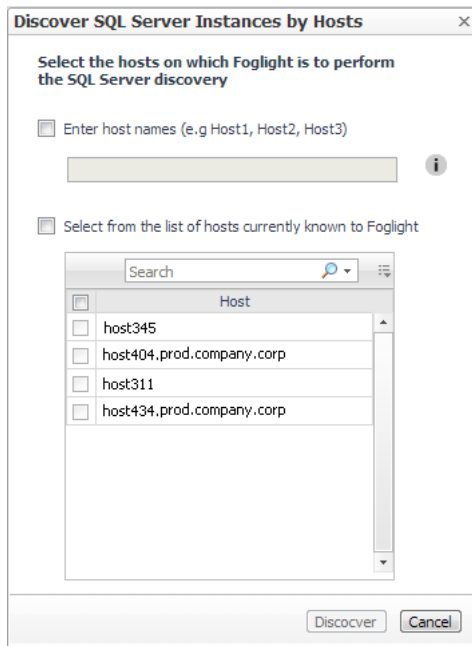 Discover SQL Server Instances by Hosts
Select the hosts on which Foglight is to perform
the SQL Server discovery
Enter host names (e.g Host1, Host2, Host3)
i
Select from the list of hosts currently known to Foglight
Search
Host
host345
host404.prod.company.corp
host311
host434.prod.company.corp
Discocver Cancel